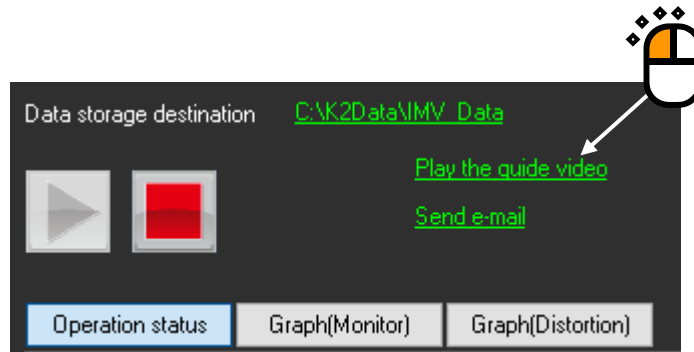 Data storage destination C:\K2Data\IMV_Data
Play the guide video
Send e-mail
Operation status Graph(Monitor) Graph(Distortion)